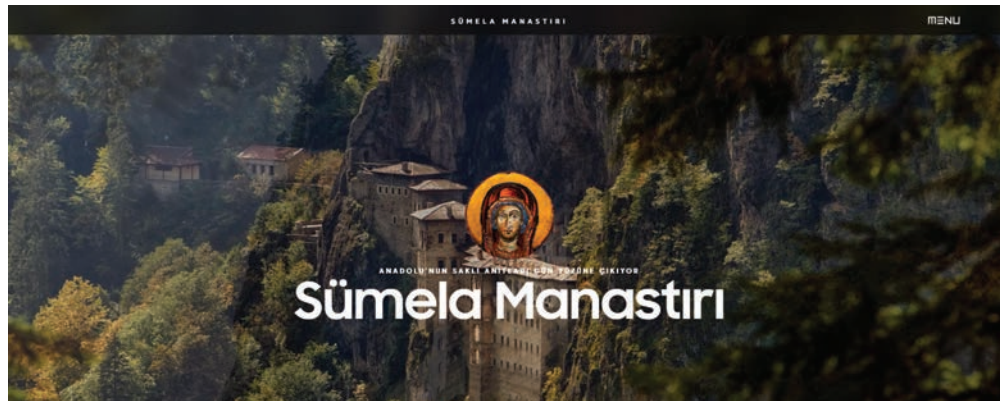 SÜMELA MANASTIRI
MENU
ANADOLU'NUN SAKLI ANITLARI GÜN YÜZÜNE ÇIKIYOR
Sümela Manastırı